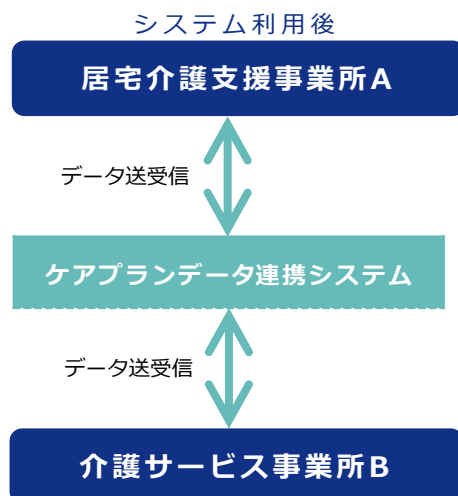 システム利用後
居宅介護支援事業所A
データ送受信
ケアプランデータ連携システム
データ送受信
介護サービス事業所B